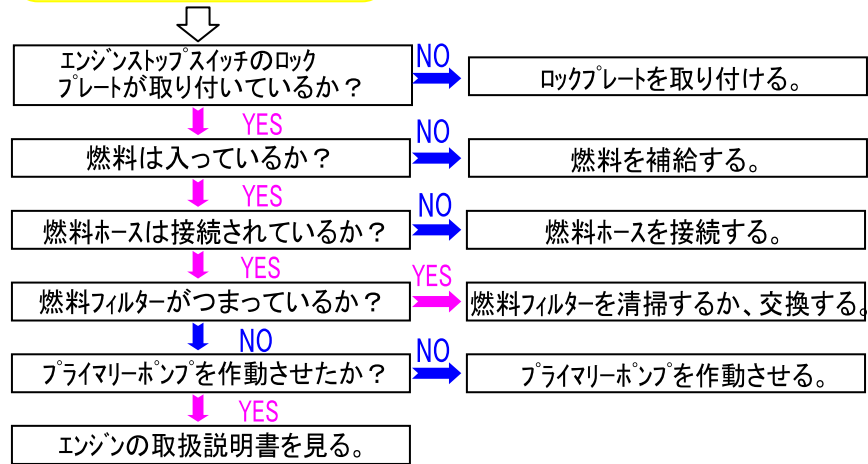 エンジンストップスイッチのロック
プレートが取り付いているか？
NO
ロックプレートを取り付ける。
YES
燃料は入っているか？
NO
燃料を補給する。
YES
燃料ホースは接続されているか？
NO
燃料ホースを接続する。
YES
燃料フィルターがつまっているか？
YES
燃料フィルターを清掃するか、交換する。
NO
プライマリーポンプを作動させたか？
NO
プライマリーポンプを作動させる。
YES
エンジンの取扱説明書を見る。